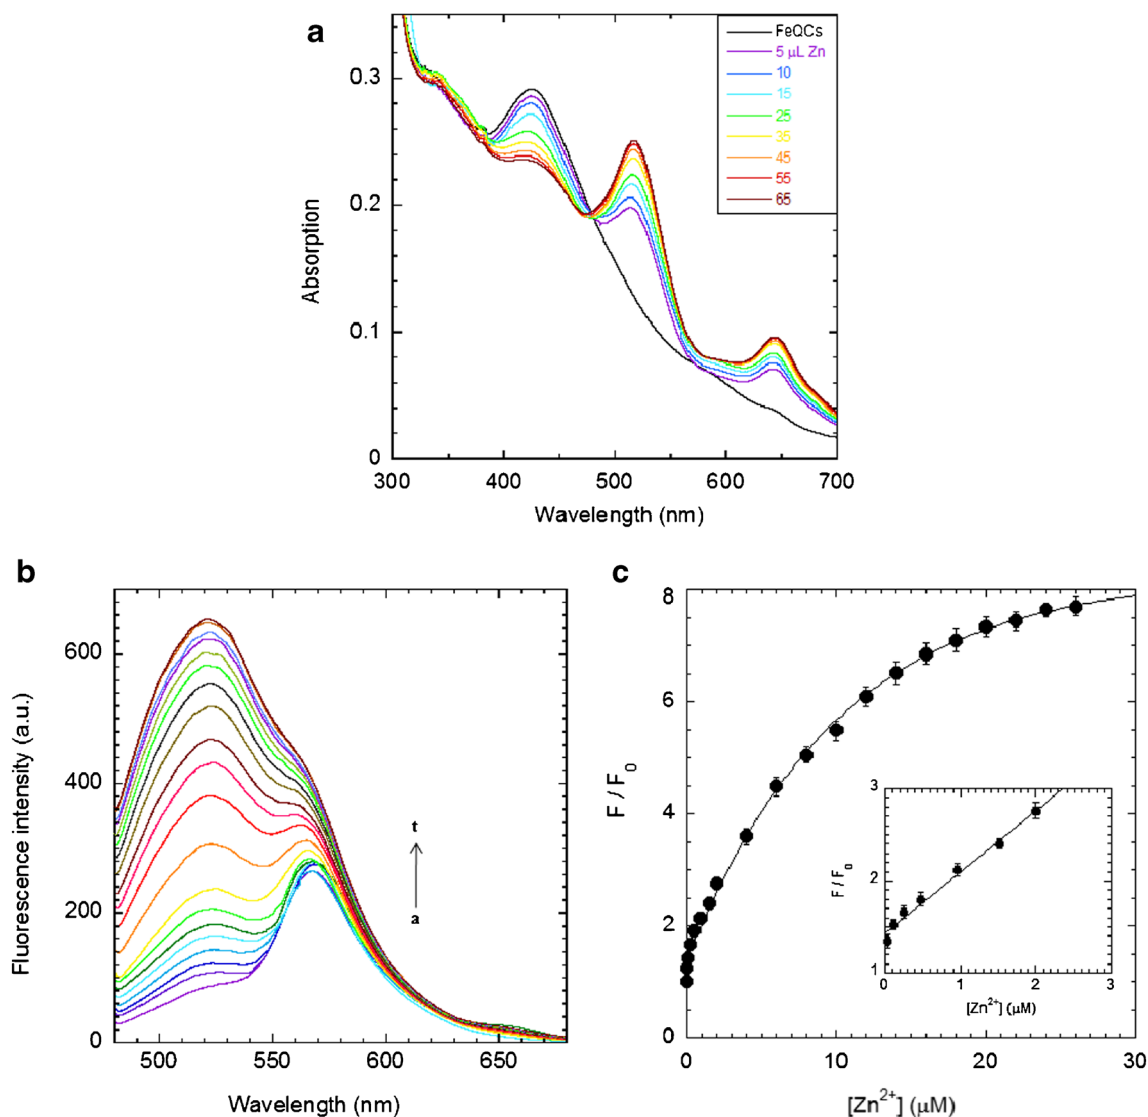 a
FeQCs
5 µL Zn
10
15
25
35
45
55
65
0.3
0.2
0.1
0
Absorption
300 400 500 600 700
Wavelength (nm)
b
600
400
200
0
Fluorescence intensity (a.u.)
t
a
500 550 600 650
Wavelength (nm)
c
8
6
4
2
0
F / F0
0 10 20 30
[Zn2+] (µM)
3
2
1
F / F0
0 1 2 3
[Zn2+] (µM)